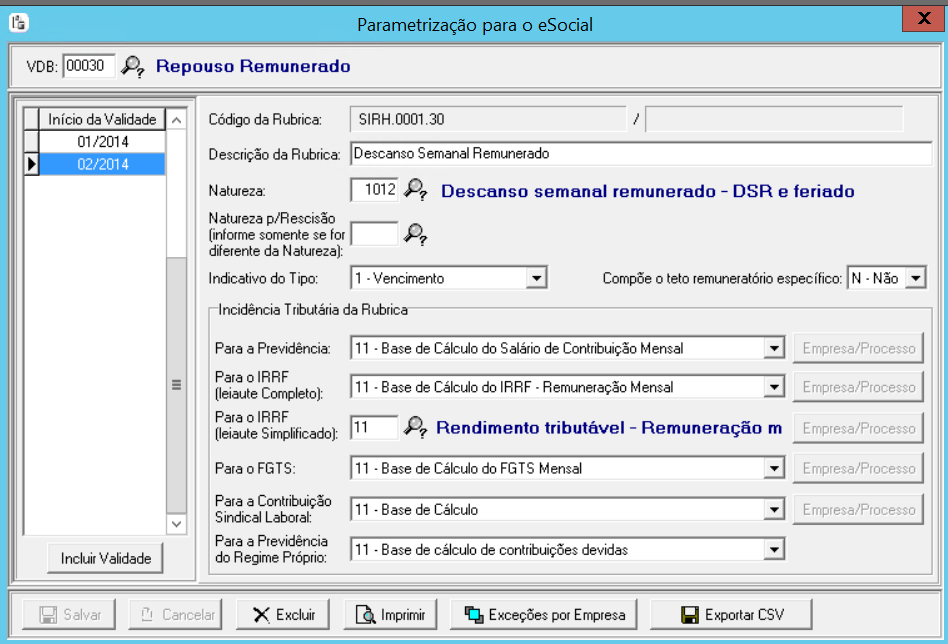 Parametrização para o eSocial
VDB: 00030 Repouso Remunerado
Início da Validade
01/2014
02/2014
Incluir Validade
Código da Rubrica: SIRH.0001.30 /
Descrição da Rubrica: Descanso Semanal Remunerado
Natureza: 1012 Descanso semanal remunerado - DSR e feriado
Natureza p/Rescisão
(informe somente se for
diferente da Natureza):
Indicativo do Tipo: 1 - Vencimento Compõe o teto remuneratório específico: N - Não
Incidência Tributária da Rubrica
Para a Previdência: 11 - Base de Cálculo do Salário de Contribuição Mensal Empresa/Processo
Para o IRRF
(leiaute Completo): 11 - Base de Cálculo do IRRF - Remuneração Mensal Empresa/Processo
Para o IRRF
(leiaute Simplificado): 11 Rendimento tributável - Remuneração m Empresa/Processo
Para o FGTS: 11 - Base de Cálculo do FGTS Mensal Empresa/Processo
Para a Contribuição
Sindical Laboral: 11 - Base de Cálculo Empresa/Processo
Para a Previdência
do Regime Próprio: 11 - Base de cálculo de contribuições devidas
Salvar Cancelar Excluir Imprimir Exceções por Empresa Exportar CSV